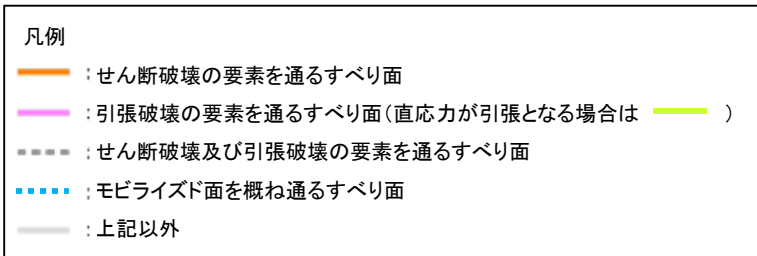 凡例
：せん断破壊の要素を通るすべり面
：引張破壊の要素を通るすべり面（直応力が引張となる場合は　　　）
：せん断破壊及び引張破壊の要素を通るすべり面
：モビライズド面を概ね通るすべり面
：上記以外